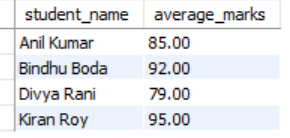 student_name average_marks
Anil Kumar 85.00
Bindhu Boda 92.00
Divya Rani 79.00
Kiran Roy 95.00